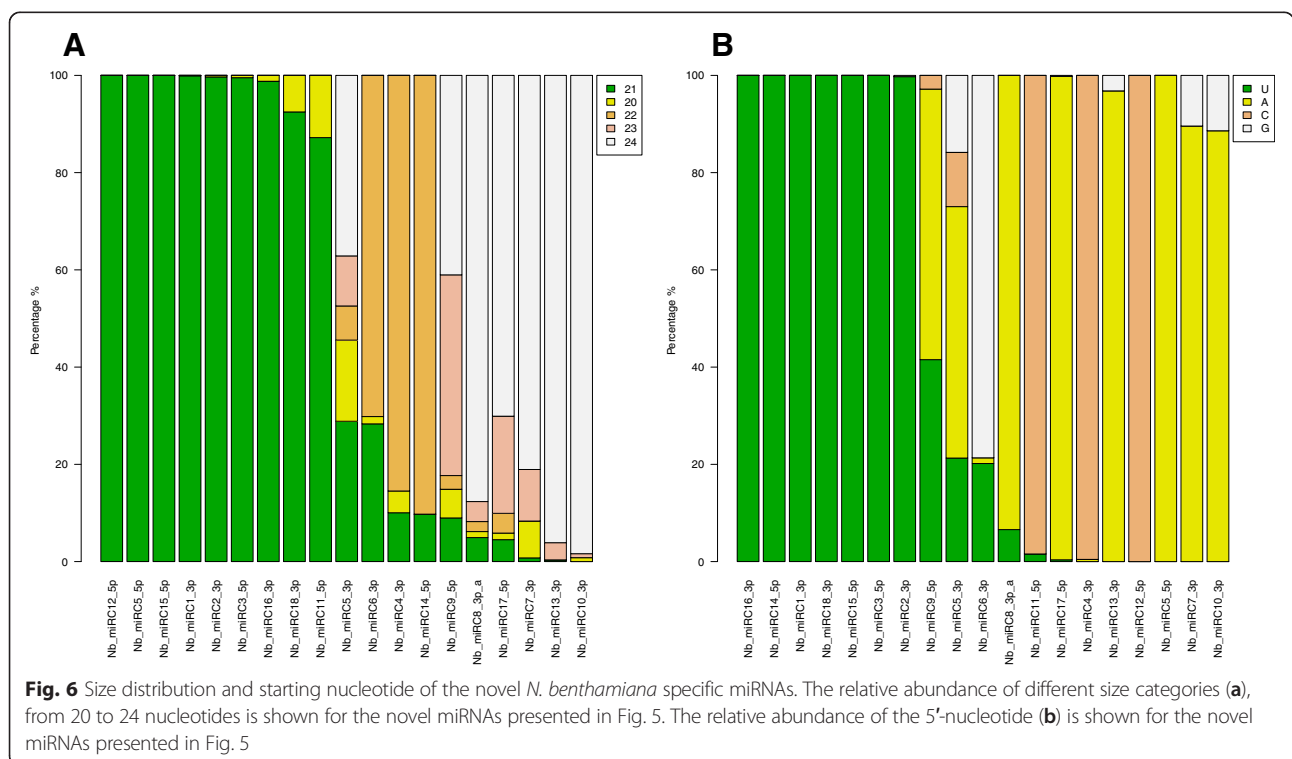 A
100
80
60
40
20
0
Percentage %
21
20
22
23
24
Nb_miRC12_5p
Nb_miRC5_5p
Nb_miRC15_5p
Nb_miRC1_3p
Nb_miRC2_3p
Nb_miRC3_5p
Nb_miRC16_3p
Nb_miRC18_3p
Nb_miRC11_5p
Nb_miRC5_3p
Nb_miRC6_3p
Nb_miRC4_3p
Nb_miRC14_5p
Nb_miRC9_5p
Nb_miRC8_3p_a
Nb_miRC17_5p
Nb_miRC7_3p
Nb_miRC13_3p
Nb_miRC10_3p
B
100
80
60
40
20
0
Percentage %
U
A
C
G
Nb_miRC16_3p
Nb_miRC14_5p
Nb_miRC1_3p
Nb_miRC18_3p
Nb_miRC15_5p
Nb_miRC3_5p
Nb_miRC2_3p
Nb_miRC9_5p
Nb_miRC5_3p
Nb_miRC6_3p
Nb_miRC8_3p_a
Nb_miRC11_5p
Nb_miRC17_5p
Nb_miRC4_3p
Nb_miRC13_3p
Nb_miRC12_5p
Nb_miRC5_5p
Nb_miRC7_3p
Nb_miRC10_3p
Fig. 6 Size distribution and starting nucleotide of the novel N. benthamiana specific miRNAs. The relative abundance of different size categories (a),
from 20 to 24 nucleotides is shown for the novel miRNAs presented in Fig. 5. The relative abundance of the 5′-nucleotide (b) is shown for the novel
miRNAs presented in Fig. 5